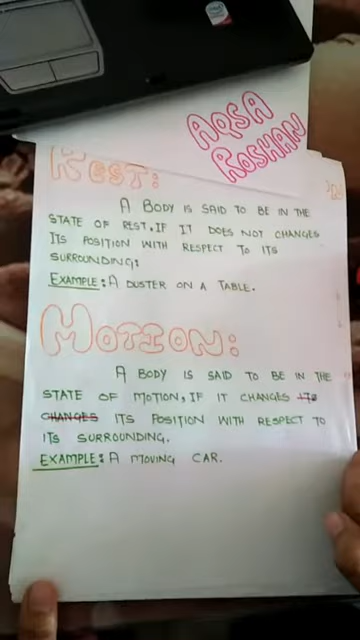 AQSA
ROSHAN
REST:
A BODY IS SAID TO BE IN THE
STATE OF REST, IF IT DOES NOT CHANGES
ITS POSITION WITH RESPECT TO ITS
SURROUNDING:
EXAMPLE: A DUSTER ON A TABLE.
MOTION:
A BODY IS SAID TO BE IN THE
STATE OF MOTION, IF IT CHANGES ITS
CHANGES ITS POSITION WITH RESPECT TO
ITS SURROUNDING.
EXAMPLE: A MOVING CAR.